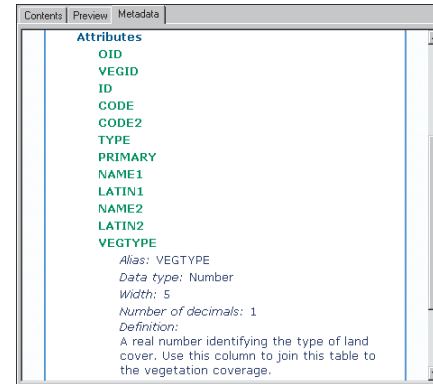 Contents Preview Metadata
Attributes
OID
VEGID
ID
CODE
CODE2
TYPE
PRIMARY
NAME1
LATIN1
NAME2
LATIN2
VEGTYPE
Alias: VEGTYPE
Data type: Number
Width: 5
Number of decimals: 1
Definition:
A real number identifying the type of land
cover. Use this column to join this table to
the vegetation coverage.